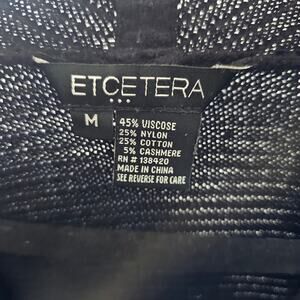 ETCETERA
...
M
45% VISCOSE
25% NYLON
25% COTTON
5% CASHMERE
RN # 138420
MADE IN CHINA
SEE REVERSE FOR CARE